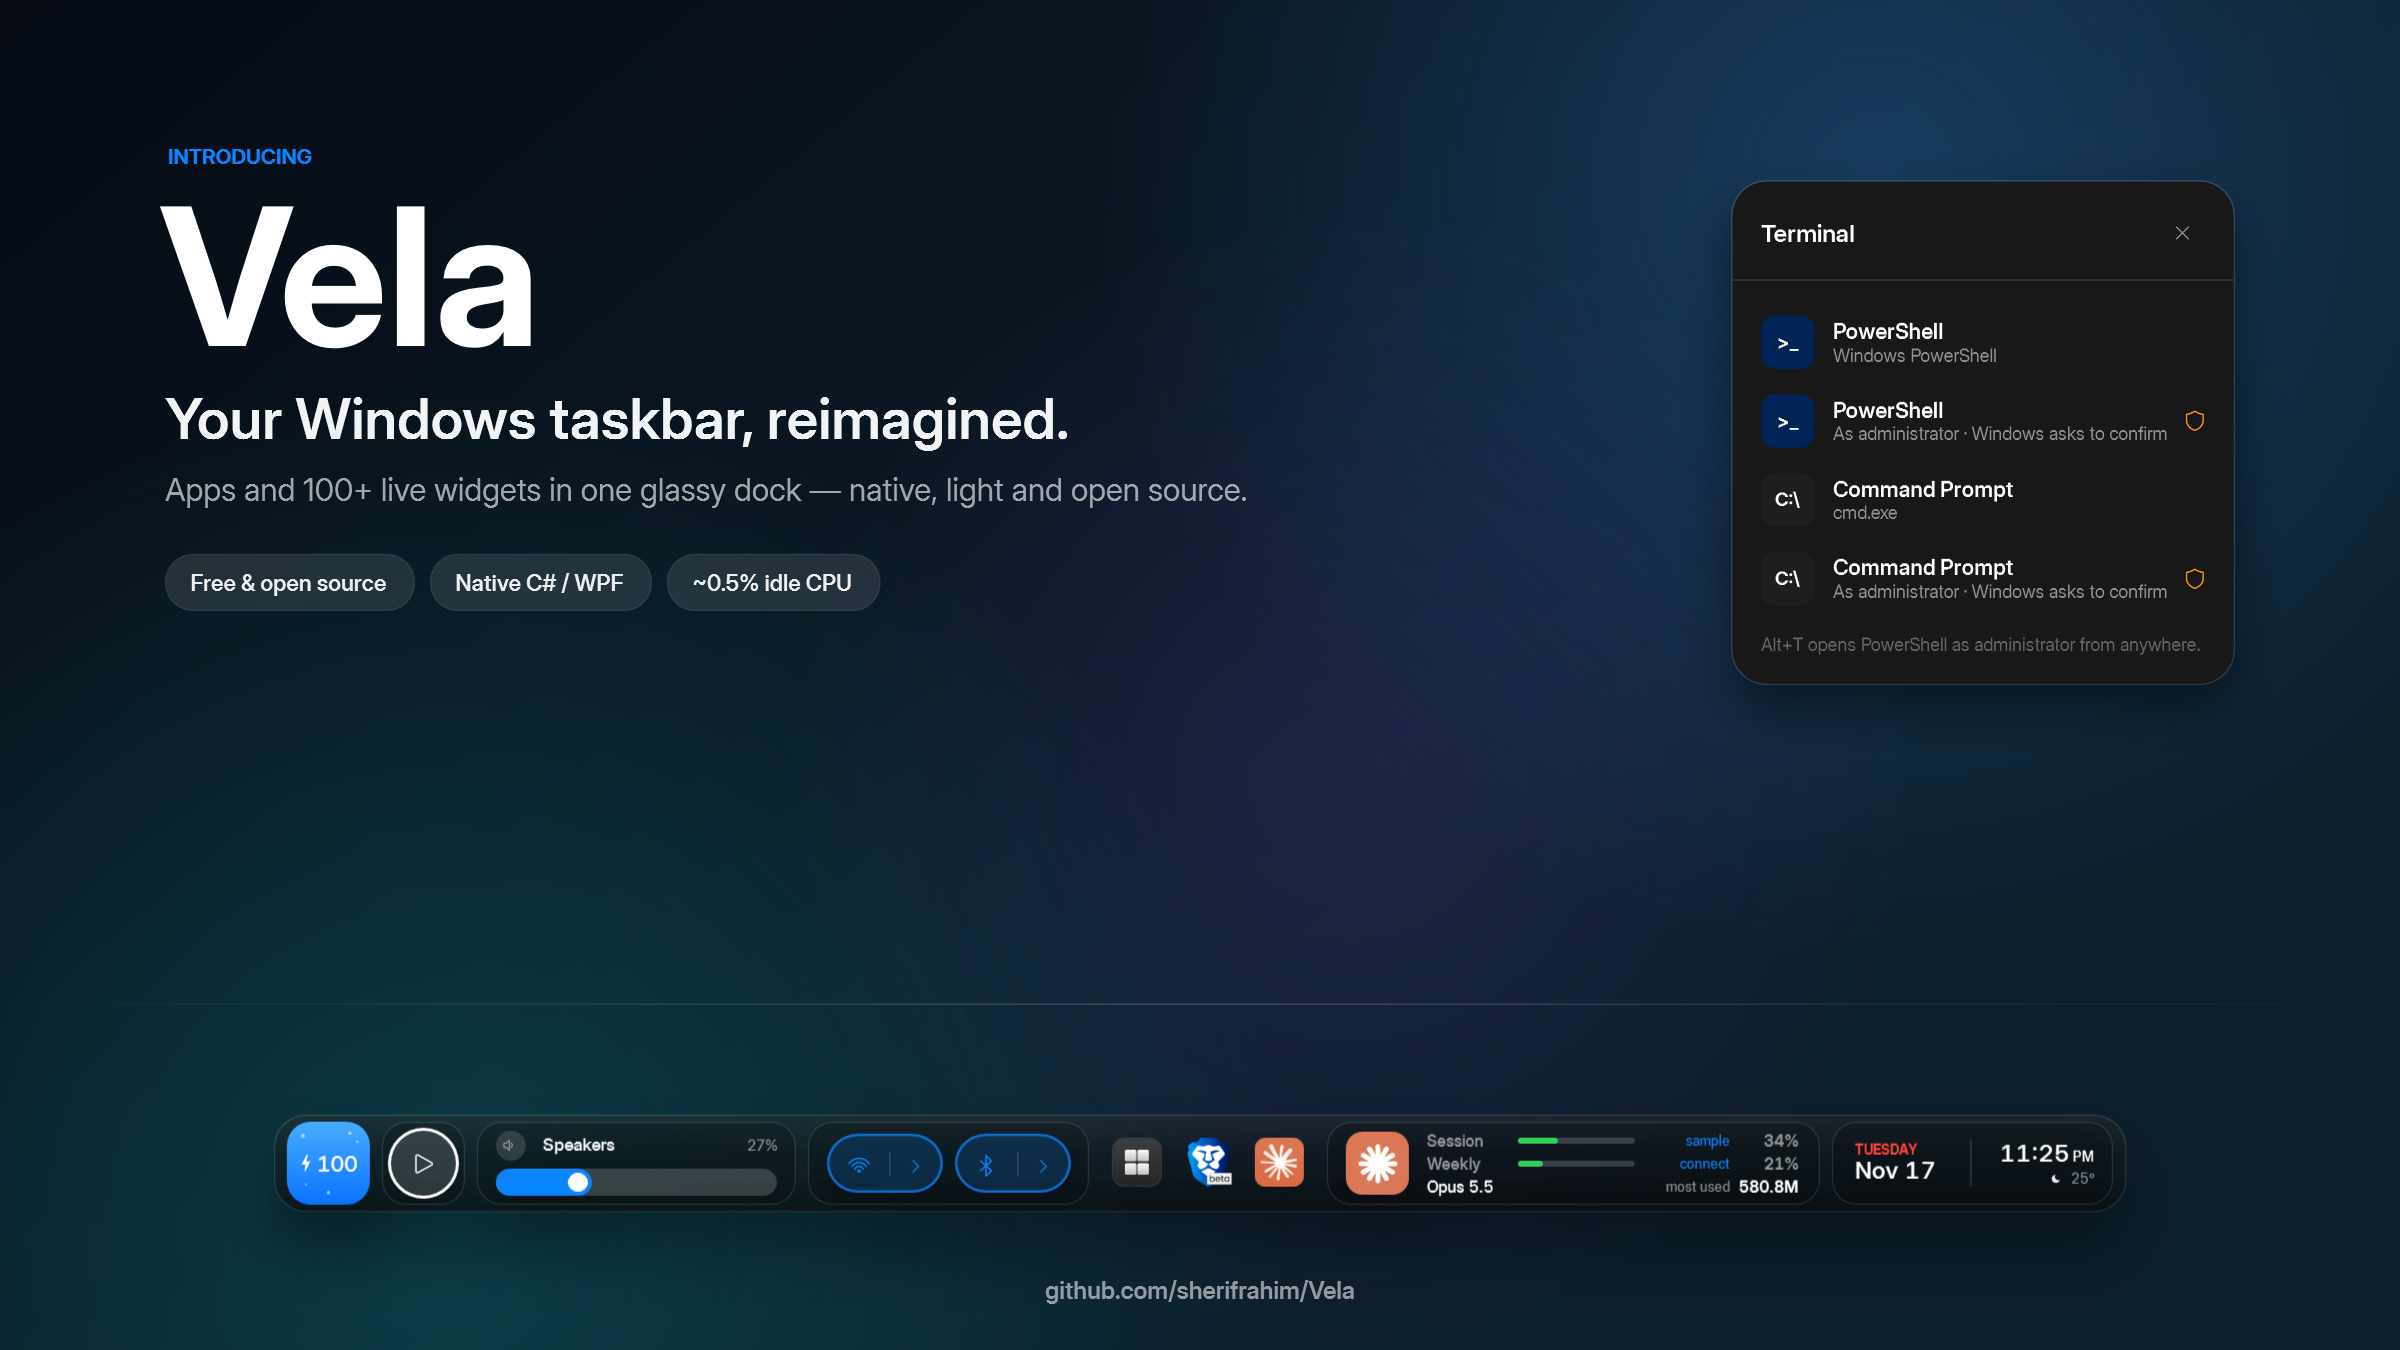 INTRODUCING
Vela
Your Windows taskbar, reimagined.
Apps and 100+ live widgets in one glassy dock — native, light and open source.
Free & open source
Native C# / WPF
~0.5% idle CPU
Terminal
>_
PowerShell
Windows PowerShell
>_
PowerShell
As administrator · Windows asks to confirm
C:\
Command Prompt
cmd.exe
C:\
Command Prompt
As administrator · Windows asks to confirm
Alt+T opens PowerShell as administrator from anywhere.
100
Speakers 27%
beta
Session sample 34%
Weekly connect 21%
Opus 5.5 most used 580.8M
TUESDAY
Nov 17
11:25 PM
25°
github.com/sherifrahim/Vela